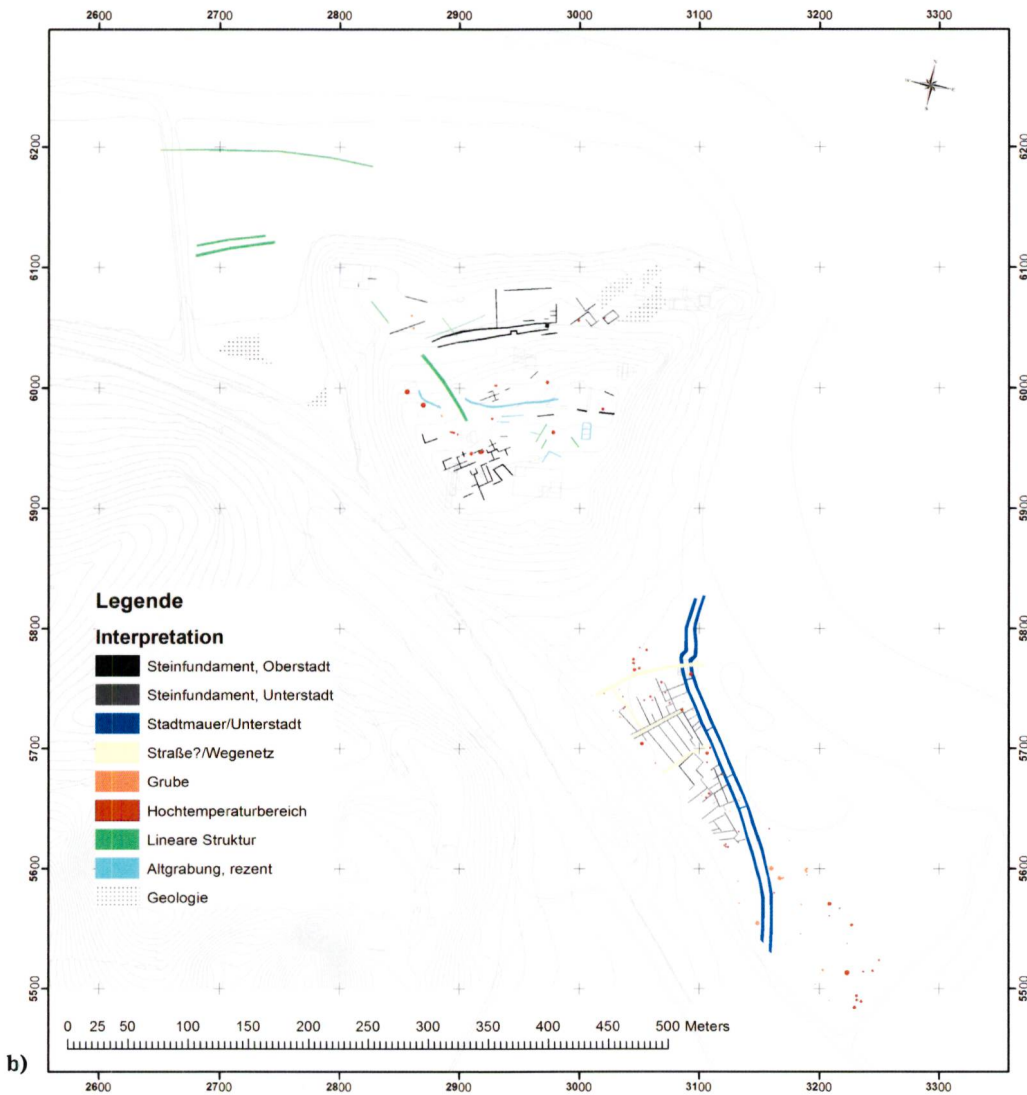 2600 2700 2800 2900 3000 3100 3200 3300
6200 6200
6100 6100
6000 6000
5900 5900
Legende
Interpretation
5800 5800
Steinfundament, Oberstadt
Steinfundament, Unterstadt
Stadtmauer/Unterstadt
5700 5700
Straße?/Wegenetz
Grube
Hochtemperaturbereich
Lineare Struktur
5600 5600
Altgrabung, rezent
Geologie
5500 5500
0 25 50 100 150 200 250 300 350 400 450 500 Meters
b)
2600 2700 2800 2900 3000 3100 3200 3300